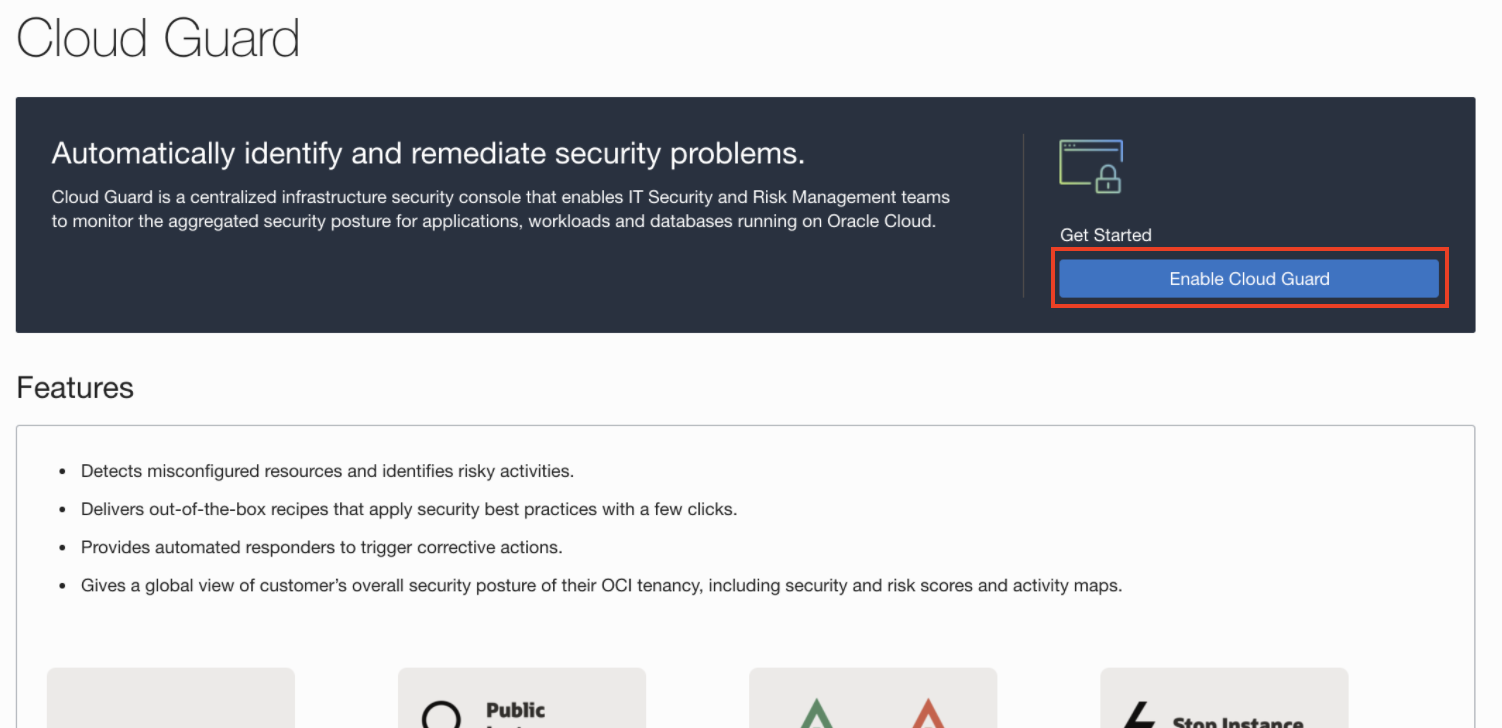 Cloud Guard
Automatically identify and remediate security problems.
Cloud Guard is a centralized infrastructure security console that enables IT Security and Risk Management teams
to monitor the aggregated security posture for applications, workloads and databases running on Oracle Cloud.
Get Started
Enable Cloud Guard
Features
Detects misconfigured resources and identifies risky activities.
Delivers out-of-the-box recipes that apply security best practices with a few clicks.
Provides automated responders to trigger corrective actions.
Gives a global view of customer’s overall security posture of their OCI tenancy, including security and risk scores and activity maps.
Public
Stop Instance